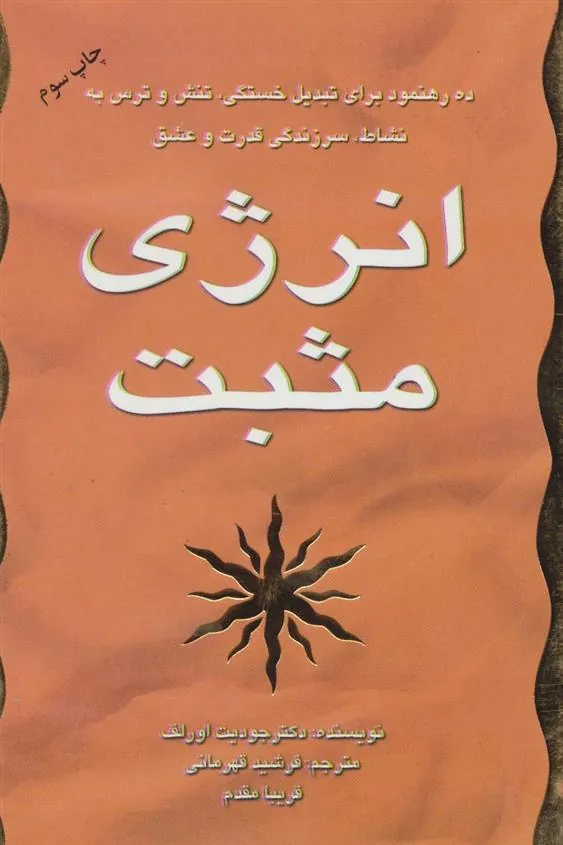 چاپ سوم
ده رهنمود برای تبدیل خستگی، تنش و ترس به
نشاط، سرزندگی قدرت و عشق
انرژی
مثبت
نویسنده: دکتر جودیت اورلف
مترجم: فرشید قهرمانی
فریبا مقدم